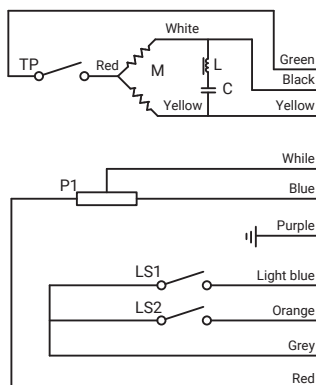 White
Green
TP
Red
M
L
Black
C
Yellow
Yellow
While
P1
Blue
Purple
LS1
Light blue
LS2
Orange
Grey
Red